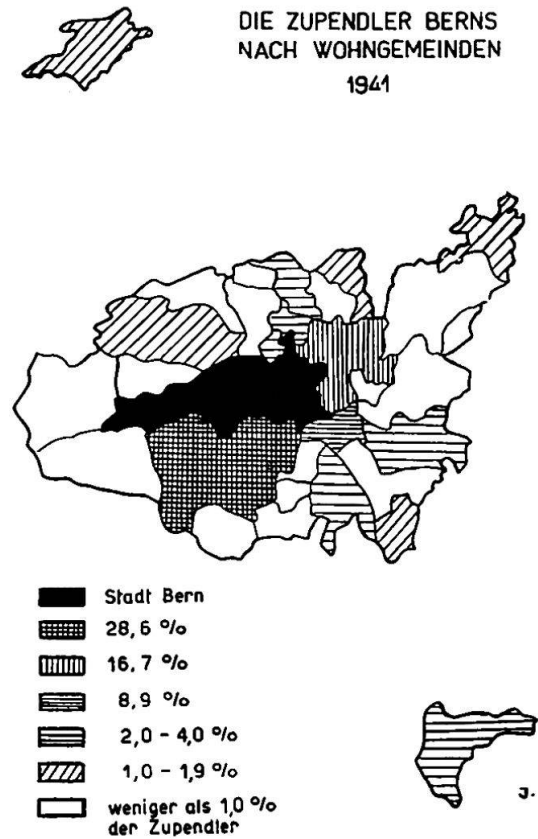 DIE ZUPENDLER BERNS
NACH WOHNGEMEINDEN
1941
Stadt Bern
28,6 %
16,7 %
8,9 %
2,0 - 4,0 %
1,0 - 1,9 %
weniger als 1,0 %
der Zupendler
J.